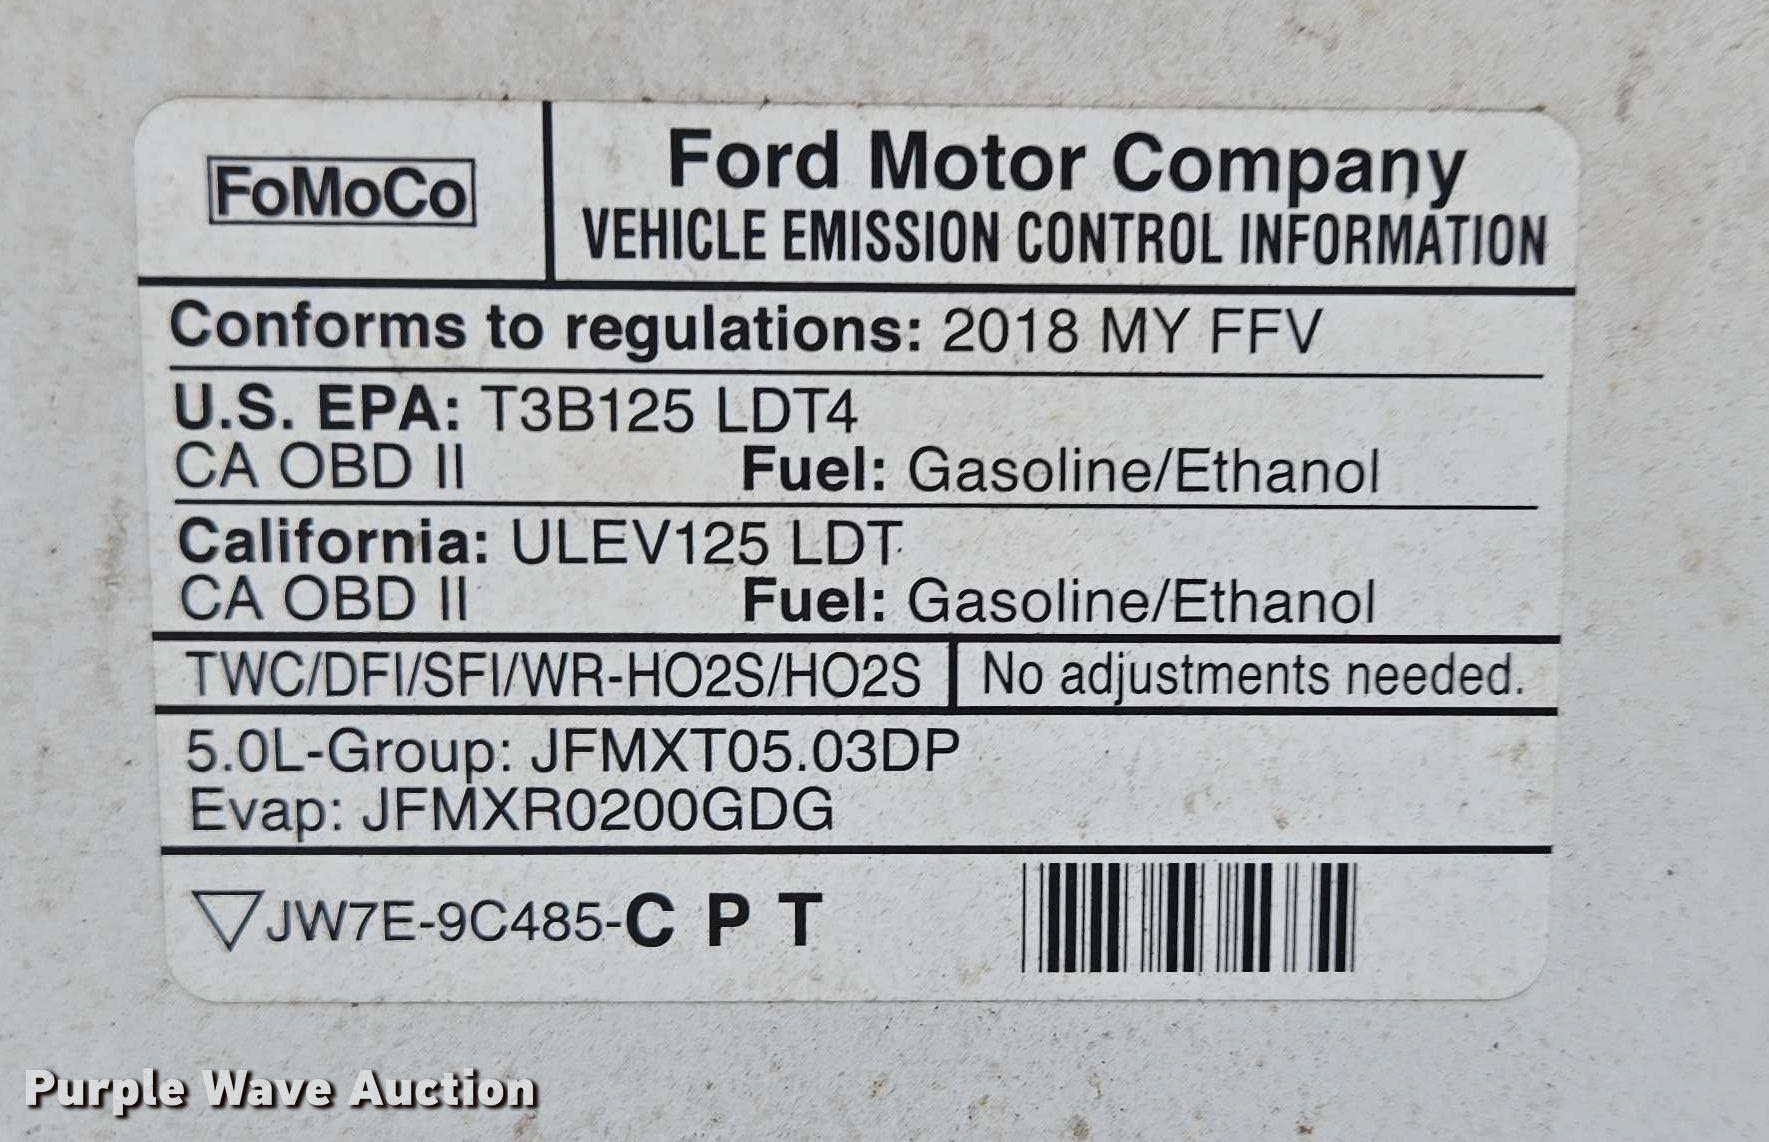 FoMoCo
Ford Motor Company
VEHICLE EMISSION CONTROL INFORMATION
Conforms to regulations: 2018 MY FFV
U.S. EPA: T3B125 LDT4
CA OBD II Fuel: Gasoline/Ethanol
California: ULEV125 LDT
CA OBD II Fuel: Gasoline/Ethanol
TWC/DFI/SFI/WR-HO2S/HO2S No adjustments needed.
5.0L-Group: JFMXT05.03DP
Evap: JFMXR0200GDG
JW7E-9C485-C P T
Purple Wave Auction